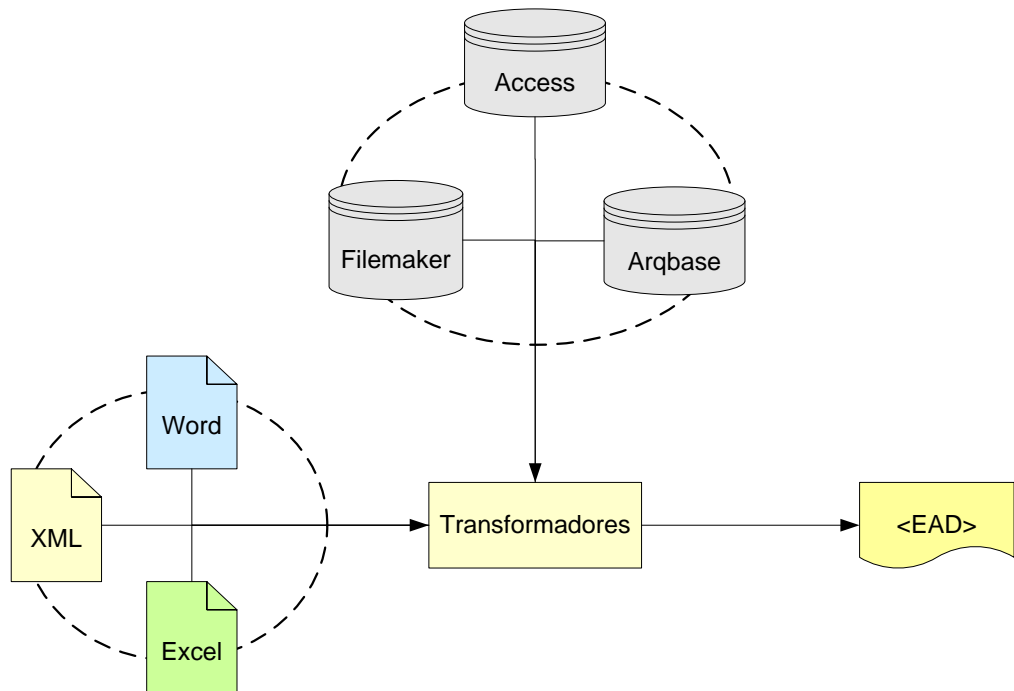 Access
Filemaker
Arqbase
Word
XML
Transformadores
<EAD>
Excel